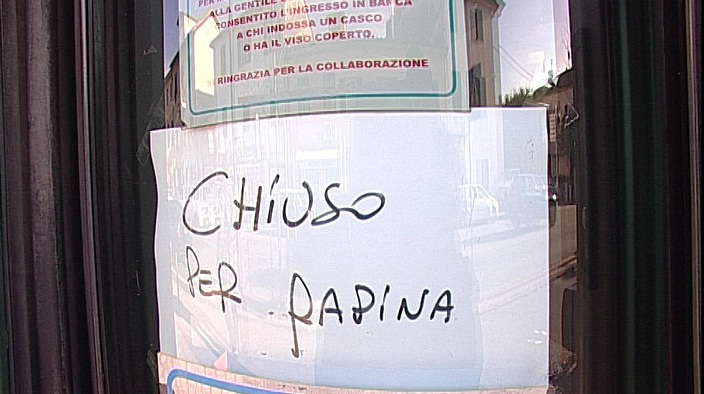 ALLA GENTILE
CONSENTITO L'INGRESSO IN BANCA
A CHI INDOSSA UN CASCO
O HA IL VISO COPERTO.
SI RINGRAZIA PER LA COLLABORAZIONE
CHIUSO
PER RAPINA